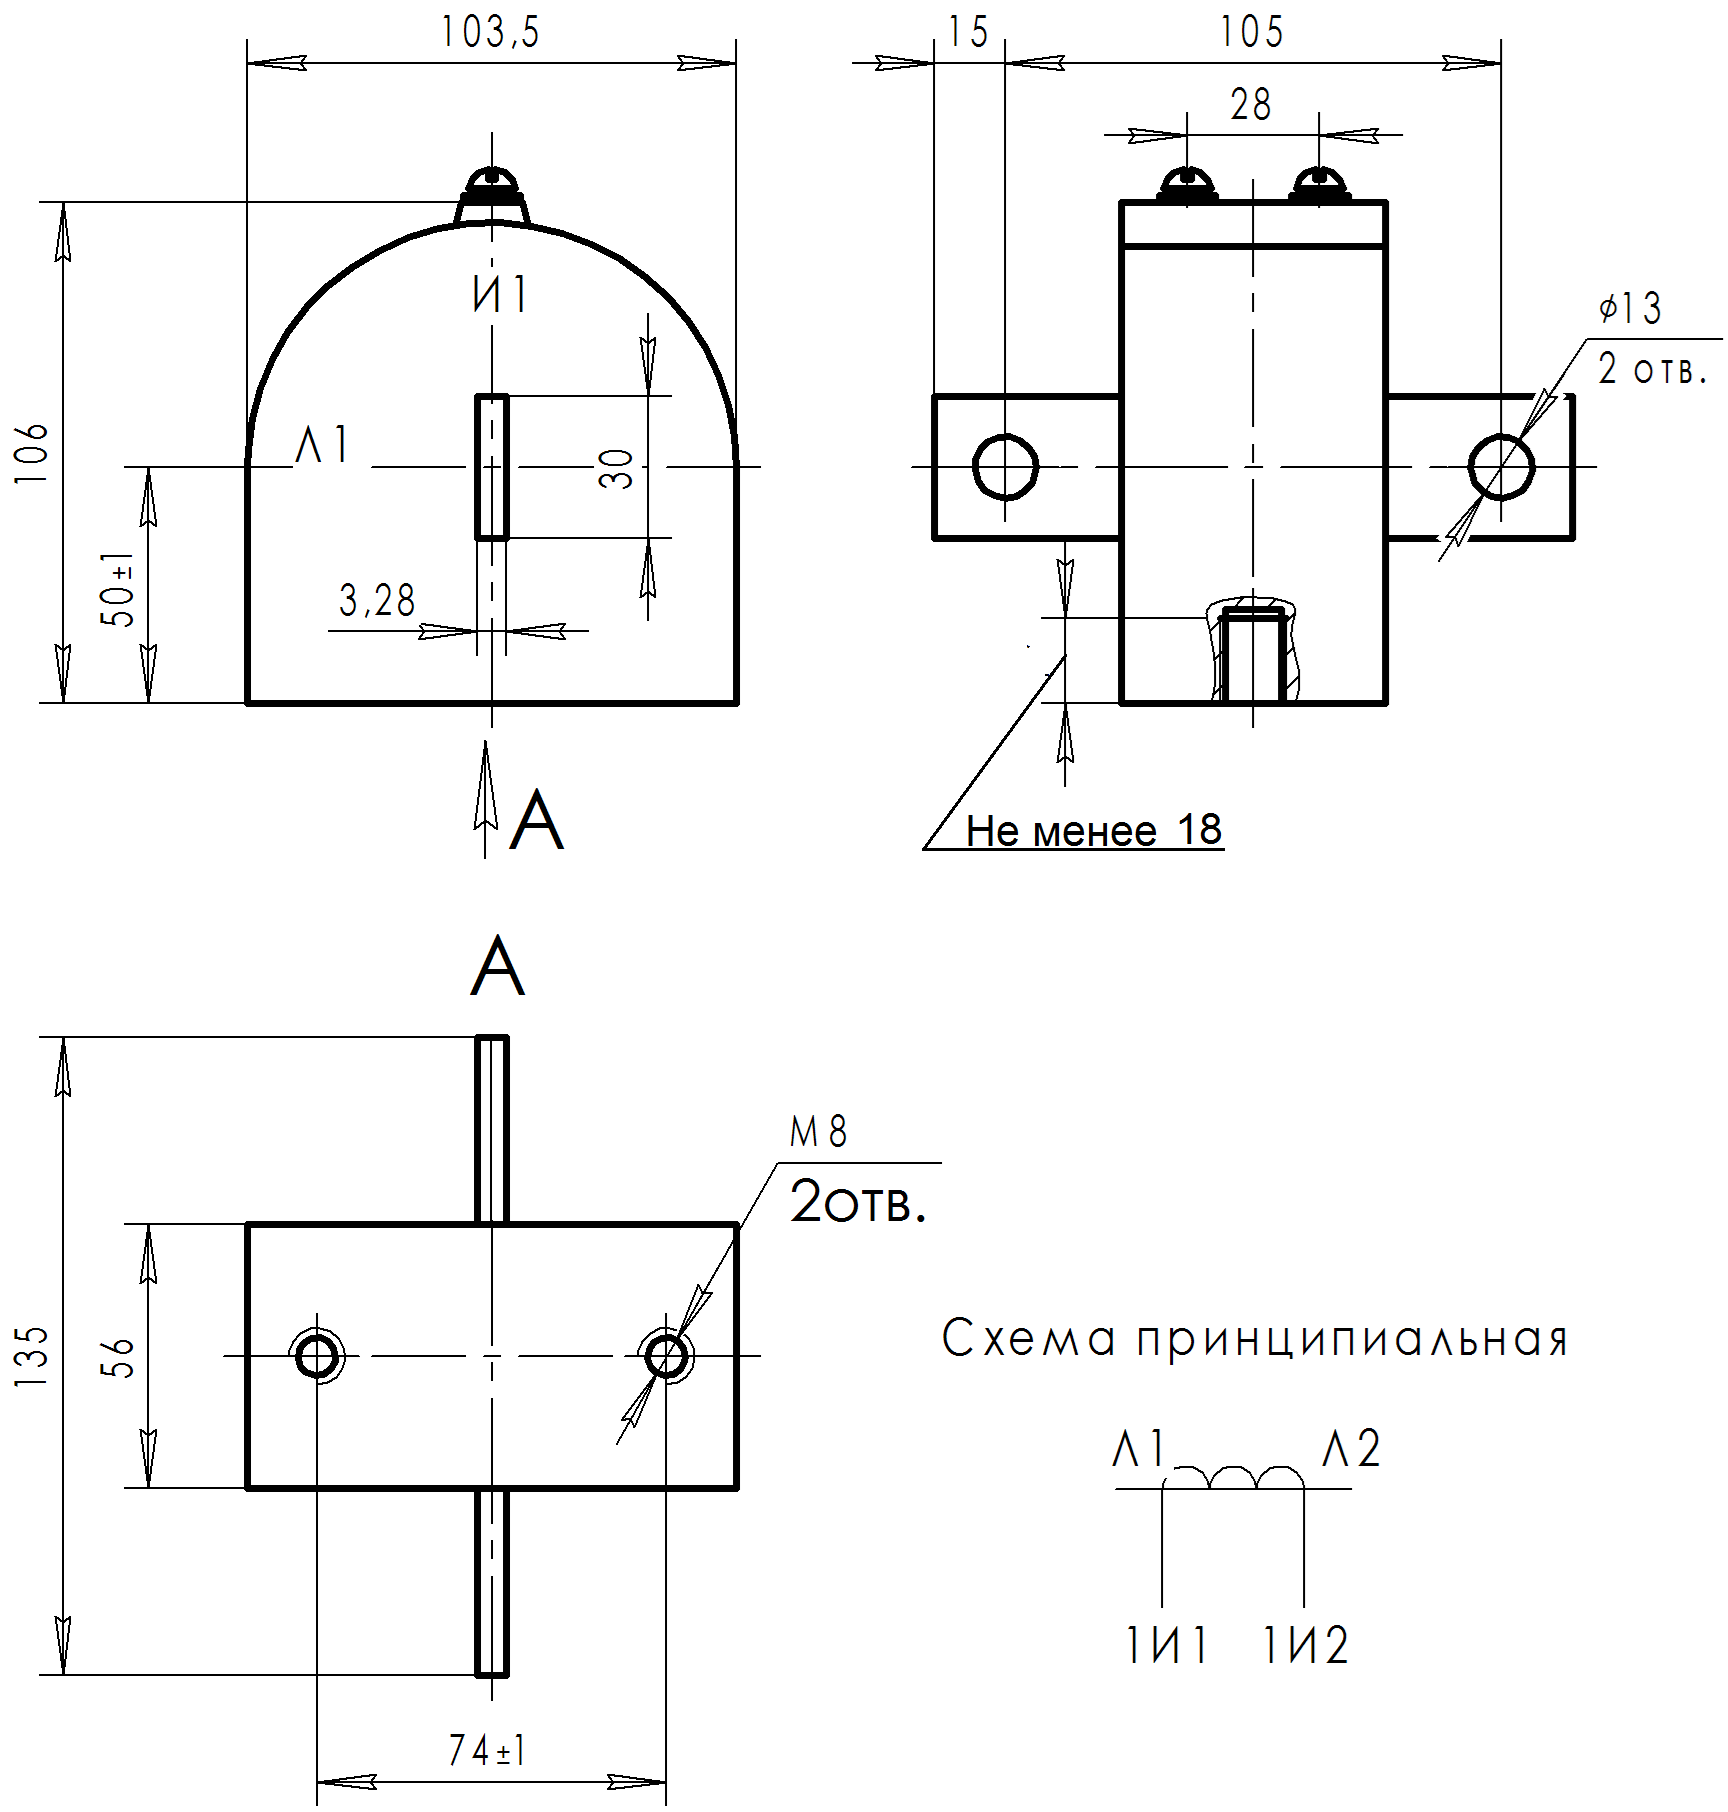 103,5
15
105
28
И1
ϕ13
2 отв.
Л1
106
30
50±1
3,28
Не менее 18
А
А
М8
2отв.
135
56
Схема принципиальная
Л1
Л2
1И1
1И2
74±1